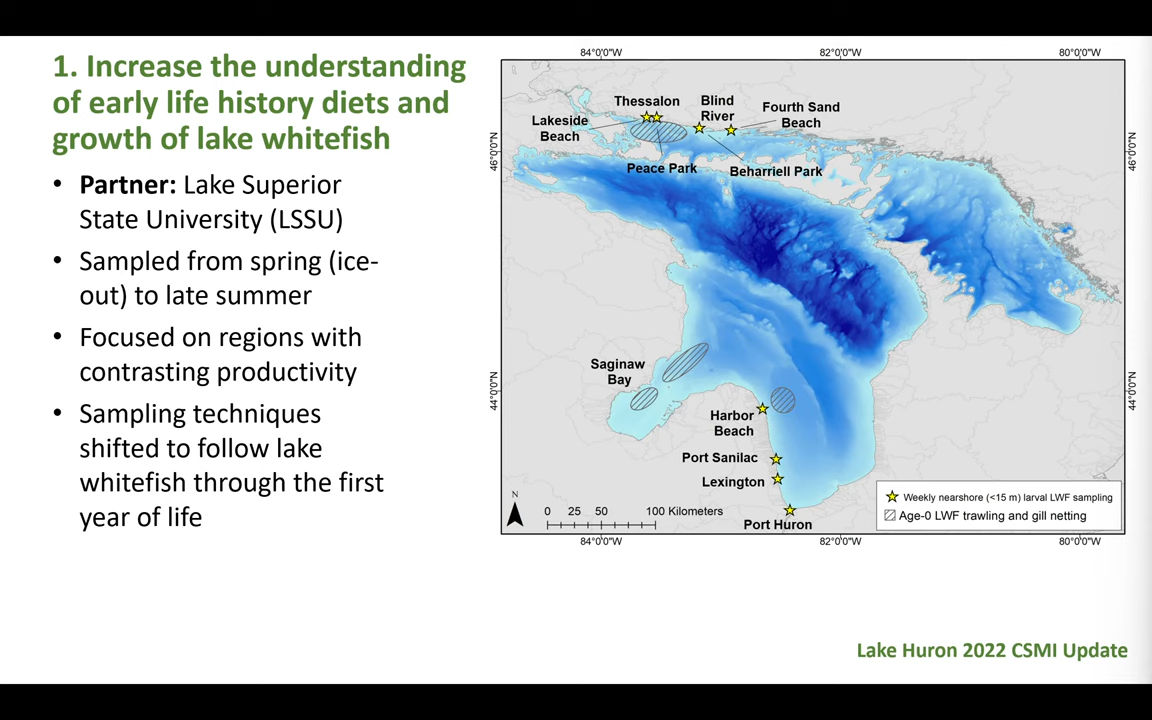 1. Increase the understanding
of early life history diets and
growth of lake whitefish
• Partner: Lake Superior
State University (LSSU)
• Sampled from spring (ice-
out) to late summer
• Focused on regions with
contrasting productivity
• Sampling techniques
shifted to follow lake
whitefish through the first
year of life
84°0'0"W 82°0'0"W 80°0'0"W
46°0'0"N
46°0'0"N
44°0'0"N
44°0'0"N
Thessalon
Blind
River
Fourth Sand
Beach
Lakeside
Beach
Peace Park
Beharriell Park
Saginaw
Bay
Harbor
Beach
Port Sanilac
Lexington
Port Huron
N
0 25 50 100 Kilometers
Weekly nearshore (<15 m) larval LWF sampling
Age-0 LWF trawling and gill netting
84°0'0"W 82°0'0"W 80°0'0"W
Lake Huron 2022 CSMI Update